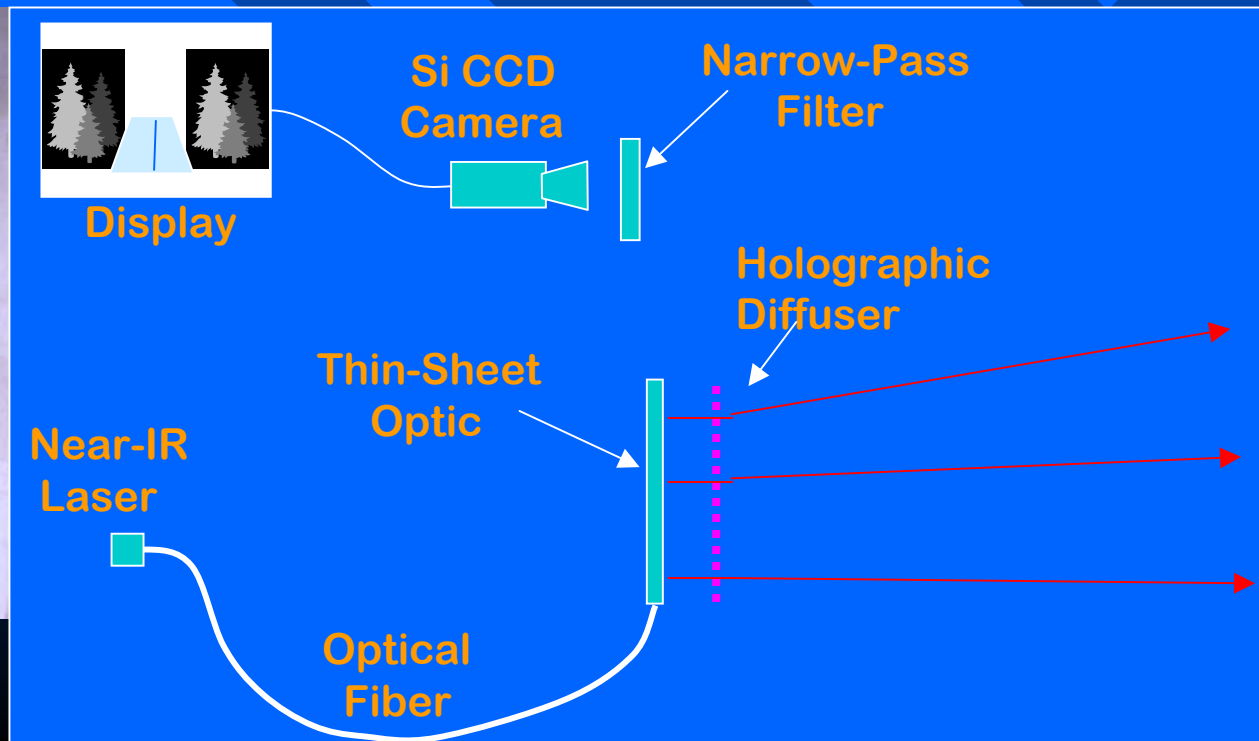 Si CCD
Camera
Narrow-Pass
Filter
Display
Holographic
Diffuser
Thin-Sheet
Optic
Near-IR
Laser
Optical
Fiber